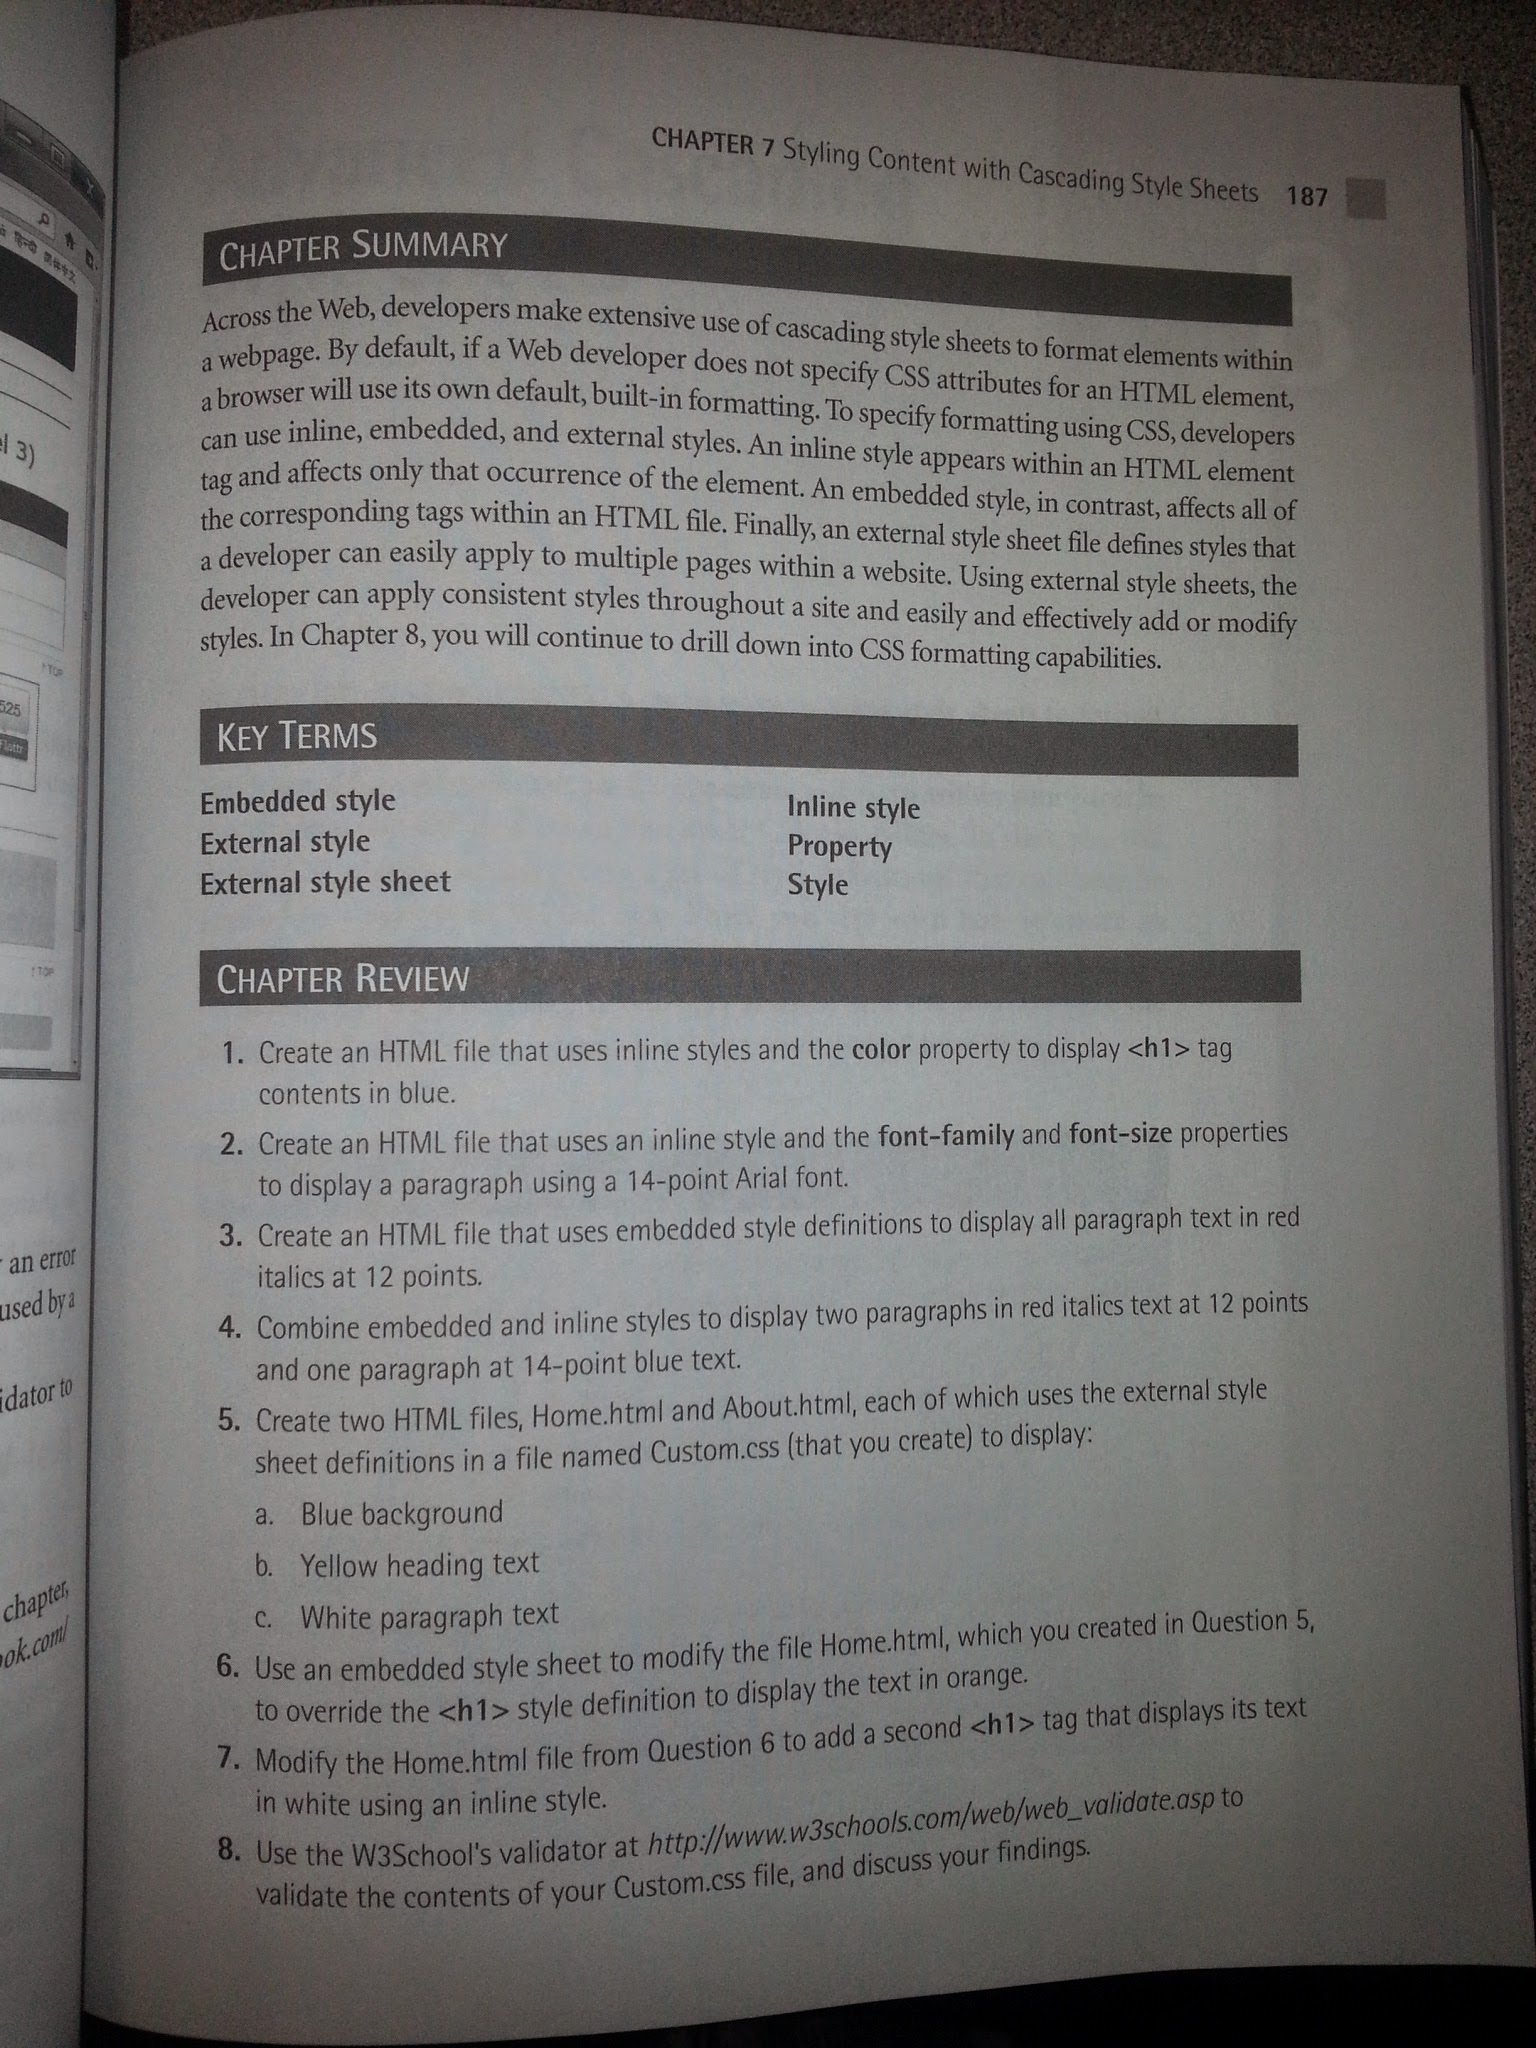 l 3)
↑TOP
525
Flattr
↑TOP
an error
used by a
idator to
chapter,
ook.com/
CHAPTER 7 Styling Content with Cascading Style Sheets 187
CHAPTER SUMMARY
Across the Web, developers make extensive use of cascading style sheets to format elements within
a webpage. By default, if a Web developer does not specify CSS attributes for an HTML element,
a browser will use its own default, built-in formatting. To specify formatting using CSS, developers
can use inline, embedded, and external styles. An inline style appears within an HTML element
tag and affects only that occurrence of the element. An embedded style, in contrast, affects all of
the corresponding tags within an HTML file. Finally, an external style sheet file defines styles that
a developer can easily apply to multiple pages within a website. Using external style sheets, the
developer can apply consistent styles throughout a site and easily and effectively add or modify
styles. In Chapter 8, you will continue to drill down into CSS formatting capabilities.
KEY TERMS
Embedded style
External style
External style sheet
Inline style
Property
Style
CHAPTER REVIEW
1. Create an HTML file that uses inline styles and the color property to display <h1> tag
contents in blue.
2. Create an HTML file that uses an inline style and the font-family and font-size properties
to display a paragraph using a 14-point Arial font.
3. Create an HTML file that uses embedded style definitions to display all paragraph text in red
italics at 12 points.
4. Combine embedded and inline styles to display two paragraphs in red italics text at 12 points
and one paragraph at 14-point blue text.
5. Create two HTML files, Home.html and About.html, each of which uses the external style
sheet definitions in a file named Custom.css (that you create) to display:
a. Blue background
b. Yellow heading text
c. White paragraph text
6. Use an embedded style sheet to modify the file Home.html, which you created in Question 5,
to override the <h1> style definition to display the text in orange.
7. Modify the Home.html file from Question 6 to add a second <h1> tag that displays its text
in white using an inline style.
8. Use the W3School's validator at http://www.w3schools.com/web/web_validate.asp to
validate the contents of your Custom.css file, and discuss your findings.